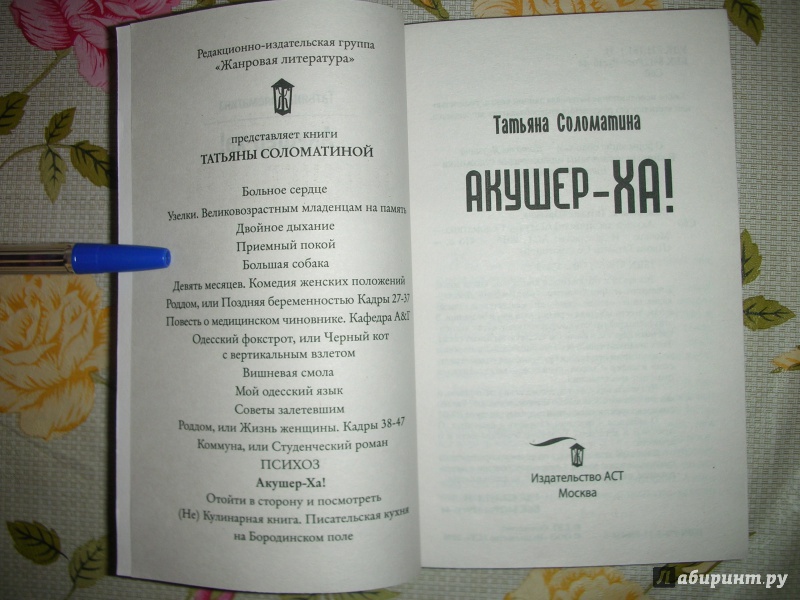 Редакционно-издательская группа
«Жанровая литература»
Ж
представляет книги
ТАТЬЯНЫ СОЛОМАТИНОЙ
Больное сердце
Узелки. Великовозрастным младенцам на память
Двойное дыхание
Приемный покой
Большая собака
Девять месяцев. Комедия женских положений
Роддом, или Поздняя беременностью Кадры 27-37
Повесть о медицинском чиновнике. Кафедра А&Г
Одесский фокстрот, или Черный кот
с вертикальным взлетом
Вишневая смола
Мой одесский язык
Советы залетевшим
Роддом, или Жизнь женщины. Кадры 38-47
Коммуна, или Студенческий роман
ПСИХОЗ
Акушер-Ха!
Отойти в сторону и посмотреть
(Не) Кулинарная книга. Писательская кухня
на Бородинском поле
Татьяна Соломатина
АКУШЕР-ХА!
Ж
Издательство АСТ
Москва
Лабиринт.ру